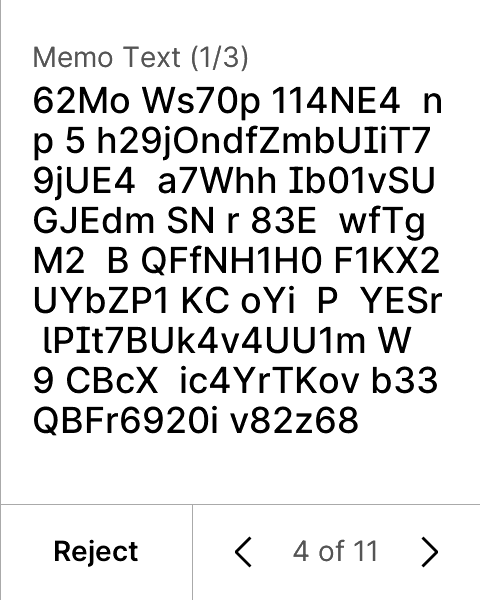 Memo Text (1/3)
62Mo Ws70p 114NE4  n
p 5 h29jOndfZmbUIiT7
9jUE4  a7Whh Ib01vSU
GJEdm SN r 83E  wfTg
M2  B QFfNH1H0 F1KX2
UYbZP1 KC oYi  P  YESr
 lPIt7BUk4v4UU1m W
9 CBcX  ic4YrTKov b33
QBFr6920i v82z68
Reject
4 of 11